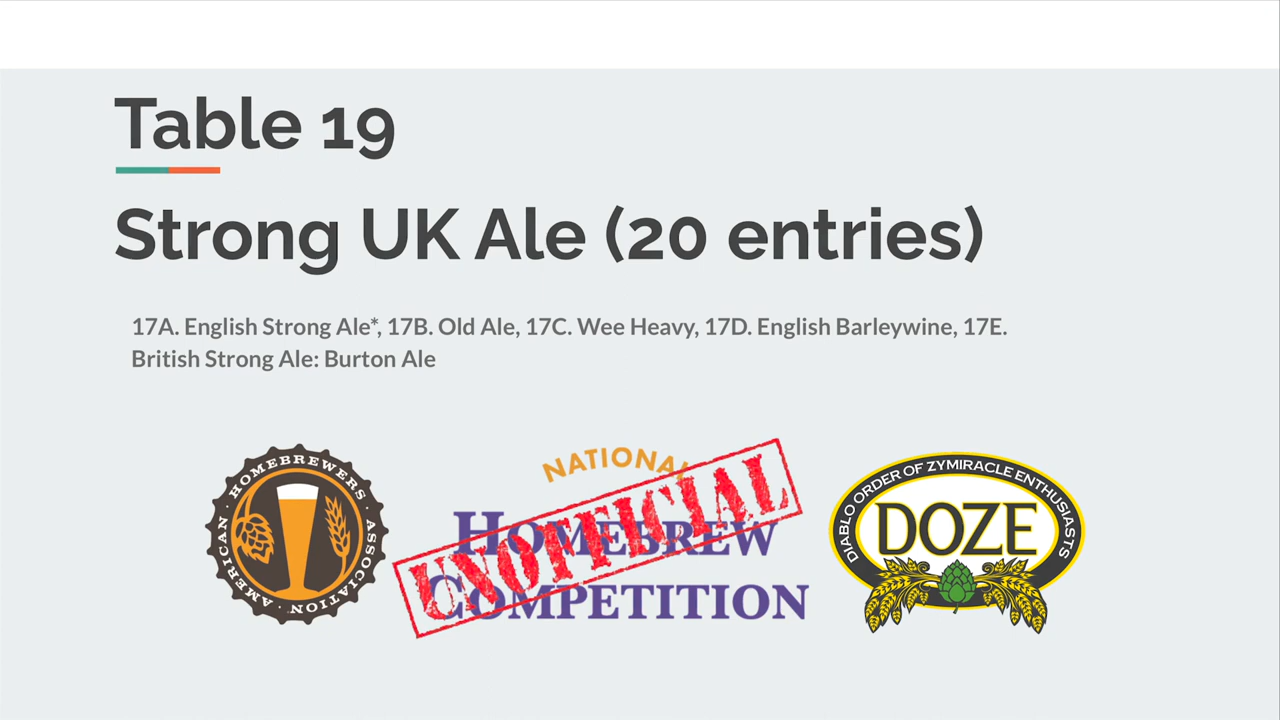 Table 19
Strong UK Ale (20 entries)
17A. English Strong Ale*, 17B. Old Ale, 17C. Wee Heavy, 17D. English Barleywine, 17E.
British Strong Ale: Burton Ale
AMERICAN · HOMEBREWERS · ASSOCIATION ·
NATIONAL
HOMEBREW
COMPETITION
UNOFFICIAL
DIABLO ORDER OF ZYMIRACLE ENTHUSIASTS
DOZE